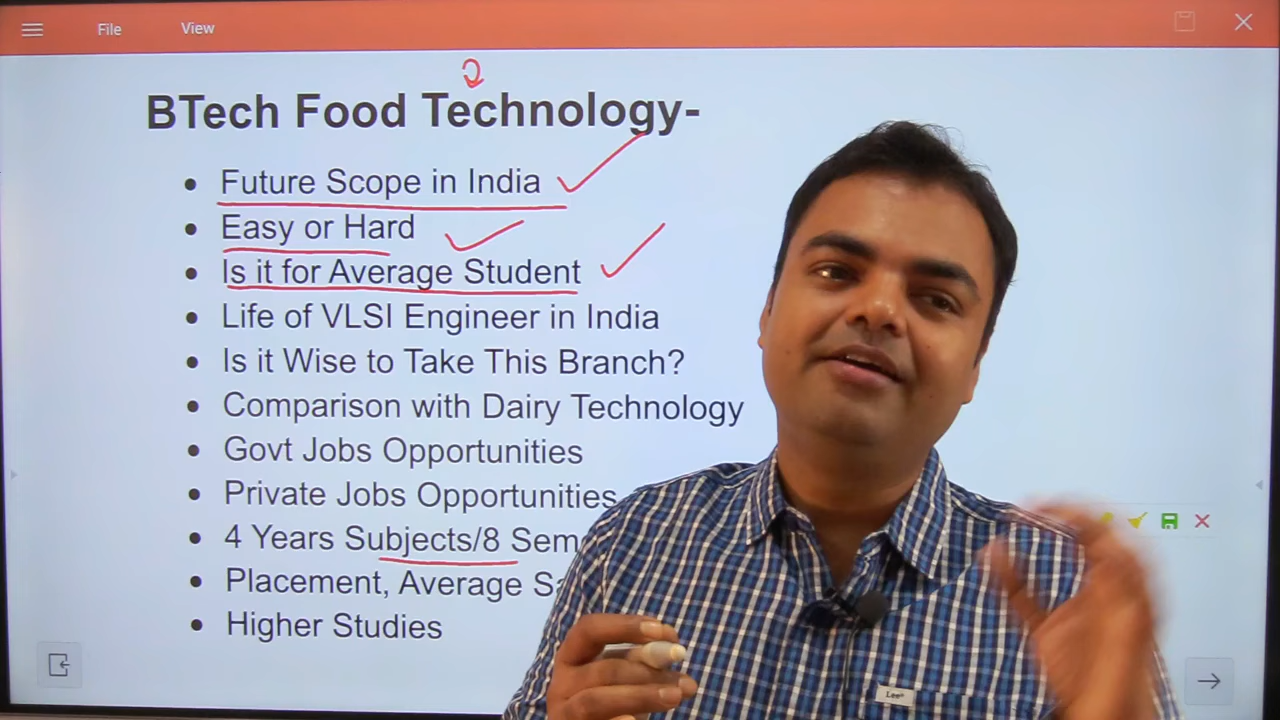 File View
2
BTech Food Technology-
Future Scope in India
Easy or Hard
Is it for Average Student
Life of VLSI Engineer in India
Is it Wise to Take This Branch?
Comparison with Dairy Technology
Govt Jobs Opportunities
Private Jobs Opportunities
4 Years Subjects/8 Sem
Placement, Average Sa
Higher Studies
Lee